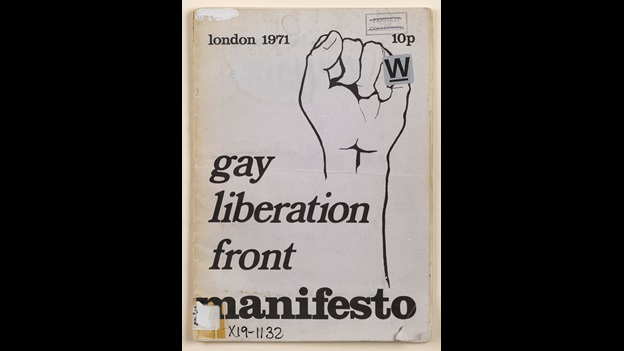 london 1971
10p
W
gay
liberation
front
manifesto
X19-1132